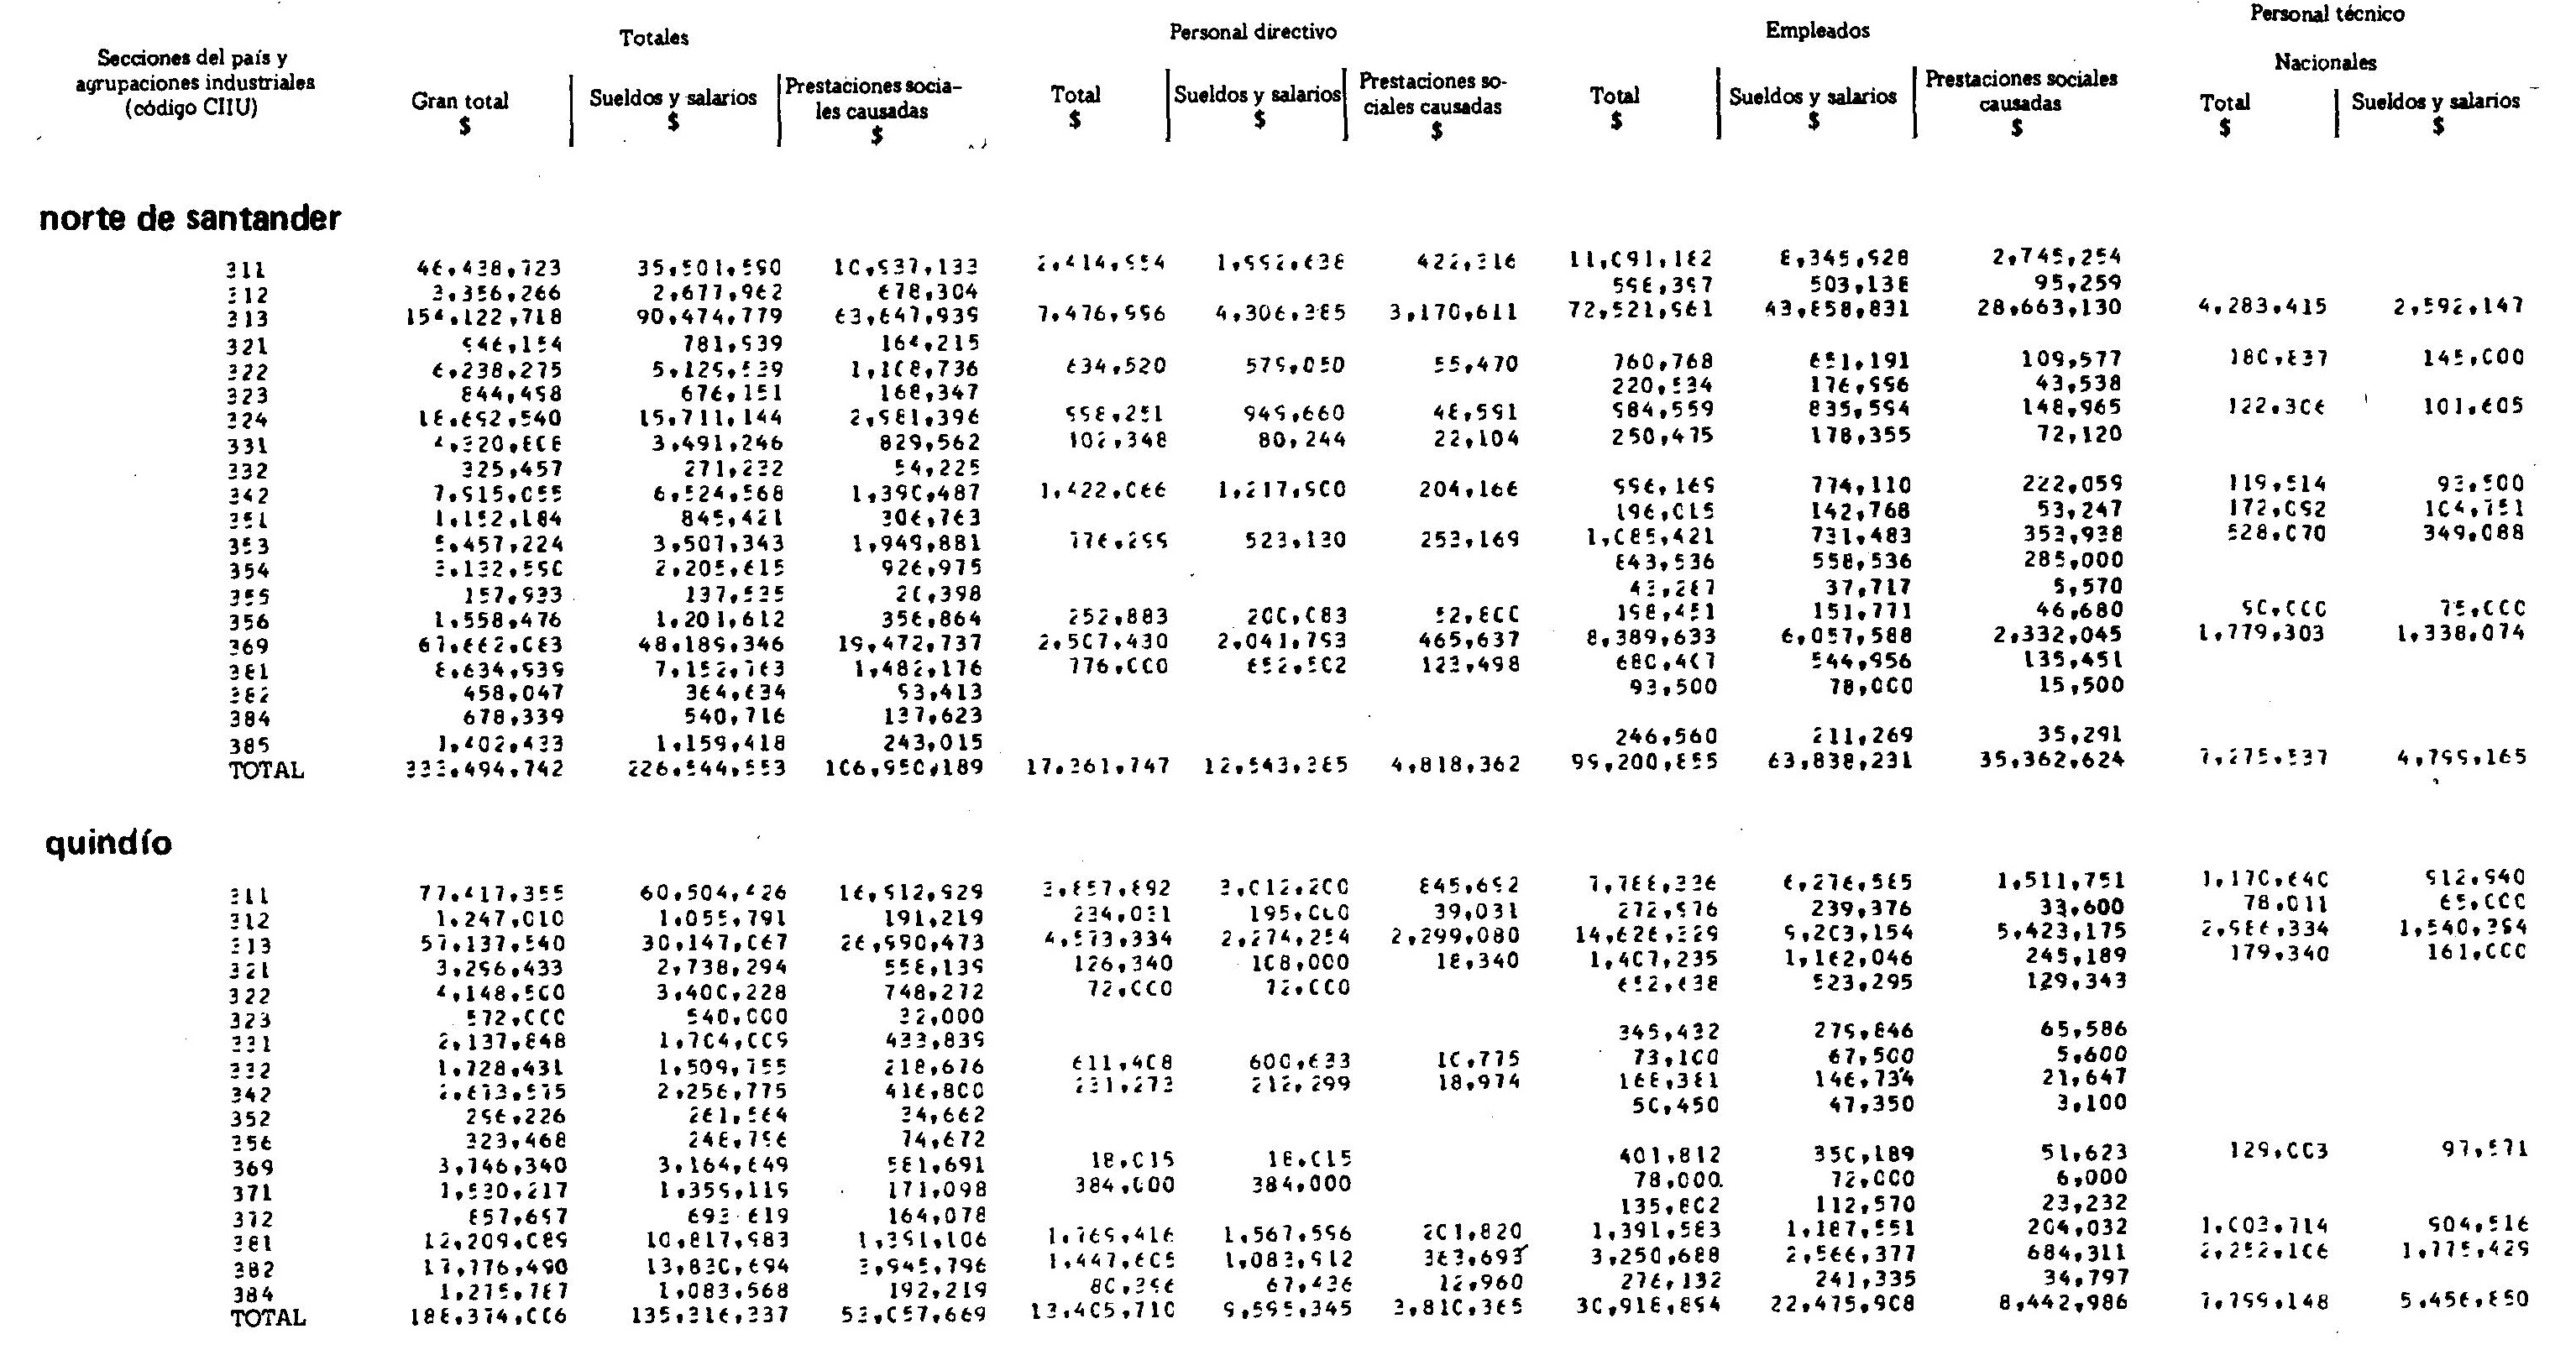 Personal técnico
Totales Personal directivo Empleados
Secciones del país y
agrupaciones industriales
(código CIIU)
Nacionales
Gran total
$
Sueldos y salarios
$
Prestaciones socia-
les causadas
$
Total
$
Sueldos y salarios
$
Prestaciones so-
ciales causadas
$
Total
$
Sueldos y salarios
$
Prestaciones sociales
causadas
$
Total
$
Sueldos y salarios
$
norte de santander
311 46,438,723 35,501,590 10,937,133 2,414,954 1,992,638 422,316 11,091,182 8,345,928 2,745,254
312 3,356,266 2,677,962 678,304 598,397 503,138 95,259
313 154,122,718 90,474,779 63,647,939 7,476,996 4,306,385 3,170,611 72,521,961 43,858,831 28,663,130 4,283,415 2,592,147
321 946,154 781,939 164,215
322 6,238,275 5,129,539 1,108,736 634,520 579,050 55,470 760,768 651,191 109,577 180,837 145,000
323 844,498 676,151 168,347 220,534 176,996 43,538
324 18,692,540 15,711,144 2,981,396 998,251 949,660 48,591 984,559 835,594 148,965 122,306 101,605
331 4,320,808 3,491,246 829,562 102,348 80,244 22,104 250,475 178,355 72,120
332 325,457 271,232 54,225
342 7,915,055 6,524,568 1,390,487 1,422,066 1,217,900 204,166 996,169 774,110 222,059 119,514 93,500
351 1,152,184 845,421 306,763 196,015 142,768 53,247 172,092 104,751
353 5,457,224 3,507,343 1,949,881 776,299 523,130 253,169 1,085,421 731,483 353,938 528,070 349,088
354 3,132,590 2,205,615 926,975 843,536 558,536 285,000
355 157,933 137,535 20,398 43,287 37,717 5,570
356 1,558,476 1,201,612 356,864 252,883 200,083 52,800 198,451 151,771 46,680 90,000 75,000
369 67,662,083 48,189,346 19,472,737 2,507,430 2,041,793 465,637 8,389,633 6,057,588 2,332,045 1,779,303 1,338,074
381 8,634,939 7,152,763 1,482,176 776,000 652,502 123,498 680,407 544,956 135,451
382 458,047 364,634 93,413 93,500 78,000 15,500
384 678,339 540,716 137,623
385 1,402,433 1,159,418 243,015 246,560 211,269 35,291
TOTAL 333,494,742 226,544,553 106,950,189 17,361,747 12,543,385 4,818,362 99,200,855 63,838,231 35,362,624 7,275,537 4,799,165
quindío
311 77,417,355 60,504,426 16,912,929 3,857,892 3,012,200 845,692 7,788,336 6,276,585 1,511,751 1,170,640 912,940
312 1,247,010 1,055,791 191,219 234,031 195,000 39,031 272,976 239,376 33,600 78,011 65,000
313 57,137,540 30,147,067 26,990,473 4,573,334 2,274,254 2,299,080 14,626,329 9,203,154 5,423,175 2,986,334 1,540,394
321 3,296,433 2,738,294 558,139 126,340 108,000 18,340 1,407,235 1,162,046 245,189 179,340 161,000
322 4,148,500 3,400,228 748,272 72,000 72,000 652,638 523,295 129,343
323 572,000 540,000 32,000
331 2,137,848 1,704,009 433,839 345,432 279,846 65,586
332 1,728,431 1,509,755 218,676 611,408 600,633 10,775 73,100 67,500 5,600
342 2,673,575 2,256,775 416,800 231,273 212,299 18,974 168,381 146,734 21,647
352 296,226 261,564 34,662 50,450 47,350 3,100
356 323,468 248,796 74,672
369 3,746,340 3,164,649 581,691 18,015 18,015 401,812 350,189 51,623 129,003 97,571
371 1,530,217 1,359,119 171,098 384,000 384,000 78,000 72,000 6,000
372 857,697 693 619 164,078 135,802 112,570 23,232
381 12,209,089 10,817,983 1,391,106 1,769,416 1,567,596 201,820 1,391,583 1,187,551 204,032 1,003,714 904,516
382 17,776,490 13,830,694 3,945,796 1,447,605 1,083,912 363,693 3,250,688 2,566,377 684,311 2,252,106 1,775,429
384 1,275,787 1,083,568 192,219 80,396 67,436 12,960 276,132 241,335 34,797
TOTAL 188,374,006 135,316,337 53,057,669 13,405,710 9,595,345 3,810,365 30,918,894 22,475,908 8,442,986 7,799,148 5,456,850